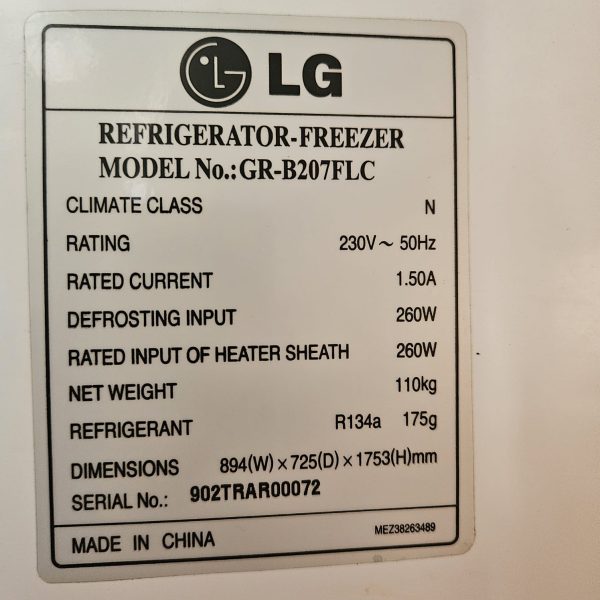 LG
REFRIGERATOR-FREEZER
MODEL No.:GR-B207FLC
CLIMATE CLASS N
RATING 230V~ 50Hz
RATED CURRENT 1.50A
DEFROSTING INPUT 260W
RATED INPUT OF HEATER SHEATH 260W
NET WEIGHT 110kg
REFRIGERANT R134a 175g
DIMENSIONS 894(W)×725(D)×1753(H)mm
SERIAL No.: 902TRAR00072
MADE IN CHINA MEZ38263489